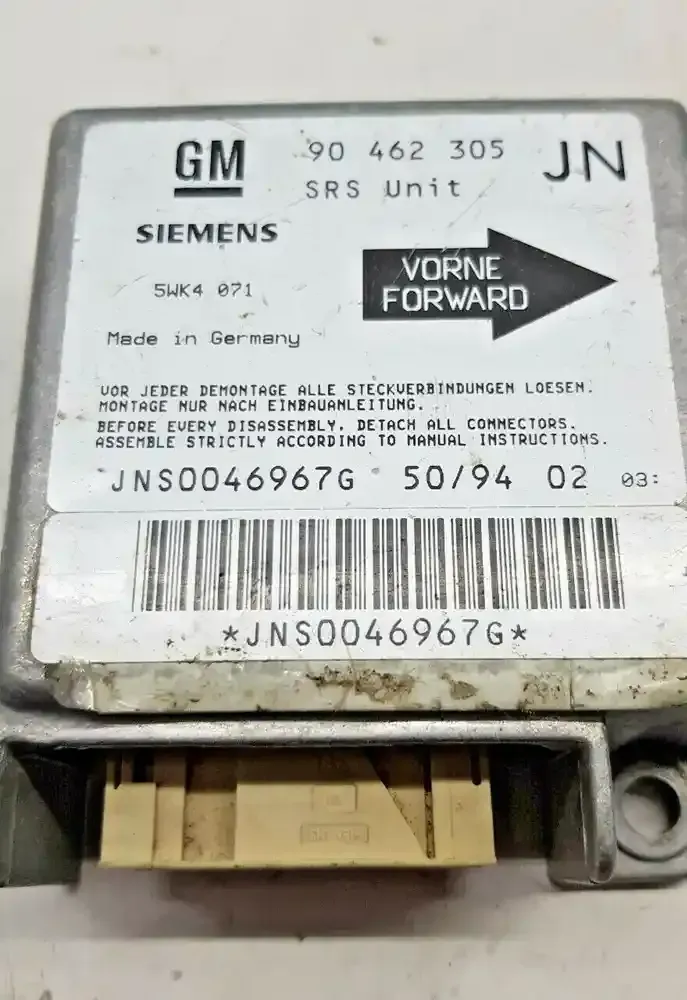 GM 90 462 305 JN
SRS Unit
SIEMENS
5WK4 071
VORNE
FORWARD
Made in Germany
VOR JEDER DEMONTAGE ALLE STECKVERBINDUNGEN LOESEN.
MONTAGE NUR NACH EINBAUANLEITUNG.
BEFORE EVERY DISASSEMBLY, DETACH ALL CONNECTORS.
ASSEMBLE STRICTLY ACCORDING TO MANUAL INSTRUCTIONS.
JNS0046967G 50/94 02 03:
*JNS0046967G*